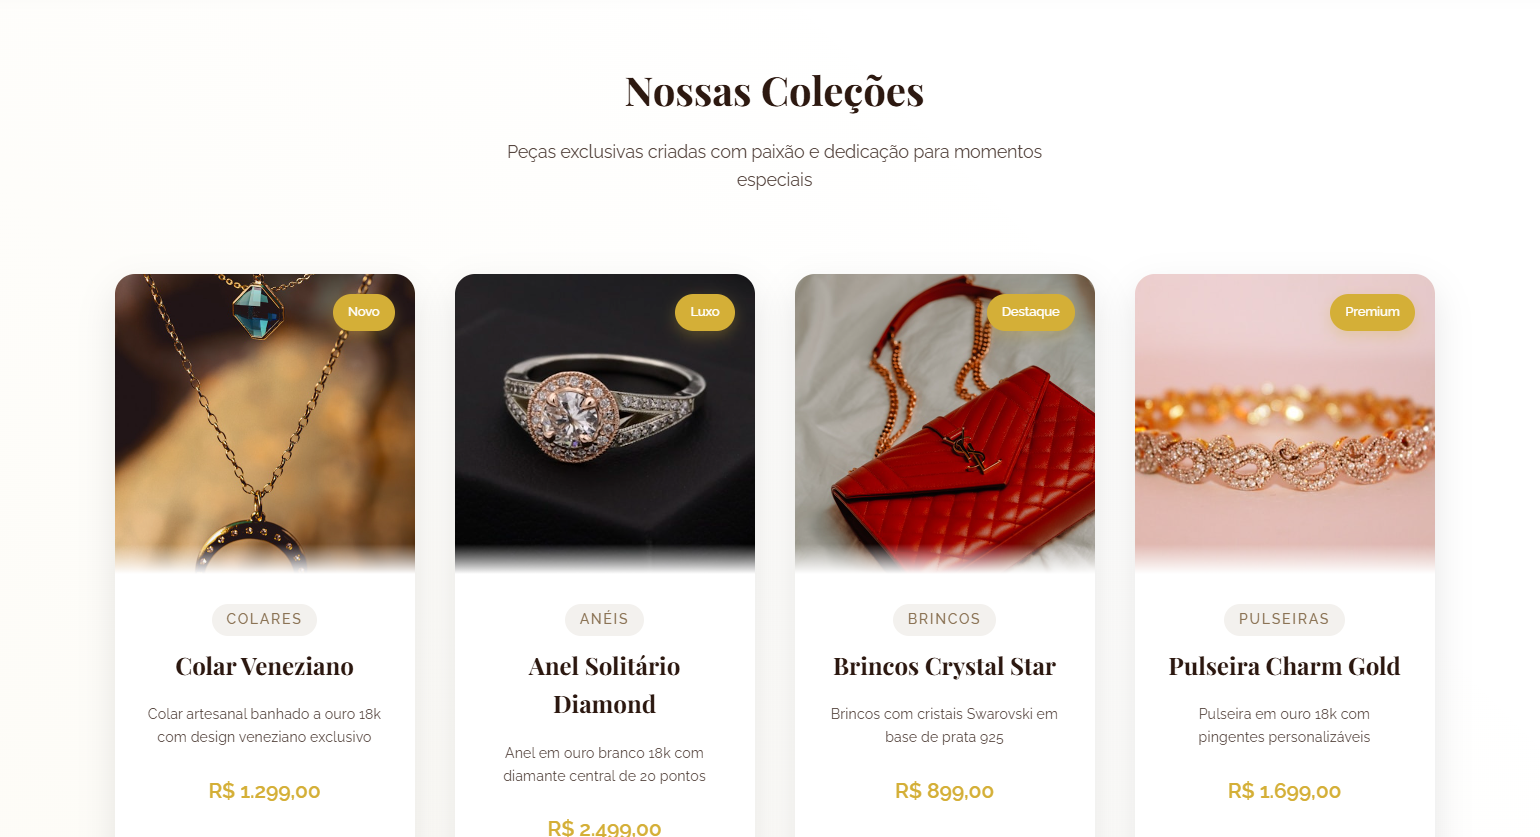 Nossas Coleções
Peças exclusivas criadas com paixão e dedicação para momentos
especiais
Novo
Luxo
Destaque
Premium
COLARES
Colar Veneziano
Colar artesanal banhado a ouro 18k
com design veneziano exclusivo
R$ 1.299,00
ANÉIS
Anel Solitário
Diamond
Anel em ouro branco 18k com
diamante central de 20 pontos
R$ 2.499,00
BRINCOS
Brincos Crystal Star
Brincos com cristais Swarovski em
base de prata 925
R$ 899,00
PULSEIRAS
Pulseira Charm Gold
Pulseira em ouro 18k com
pingentes personalizáveis
R$ 1.699,00